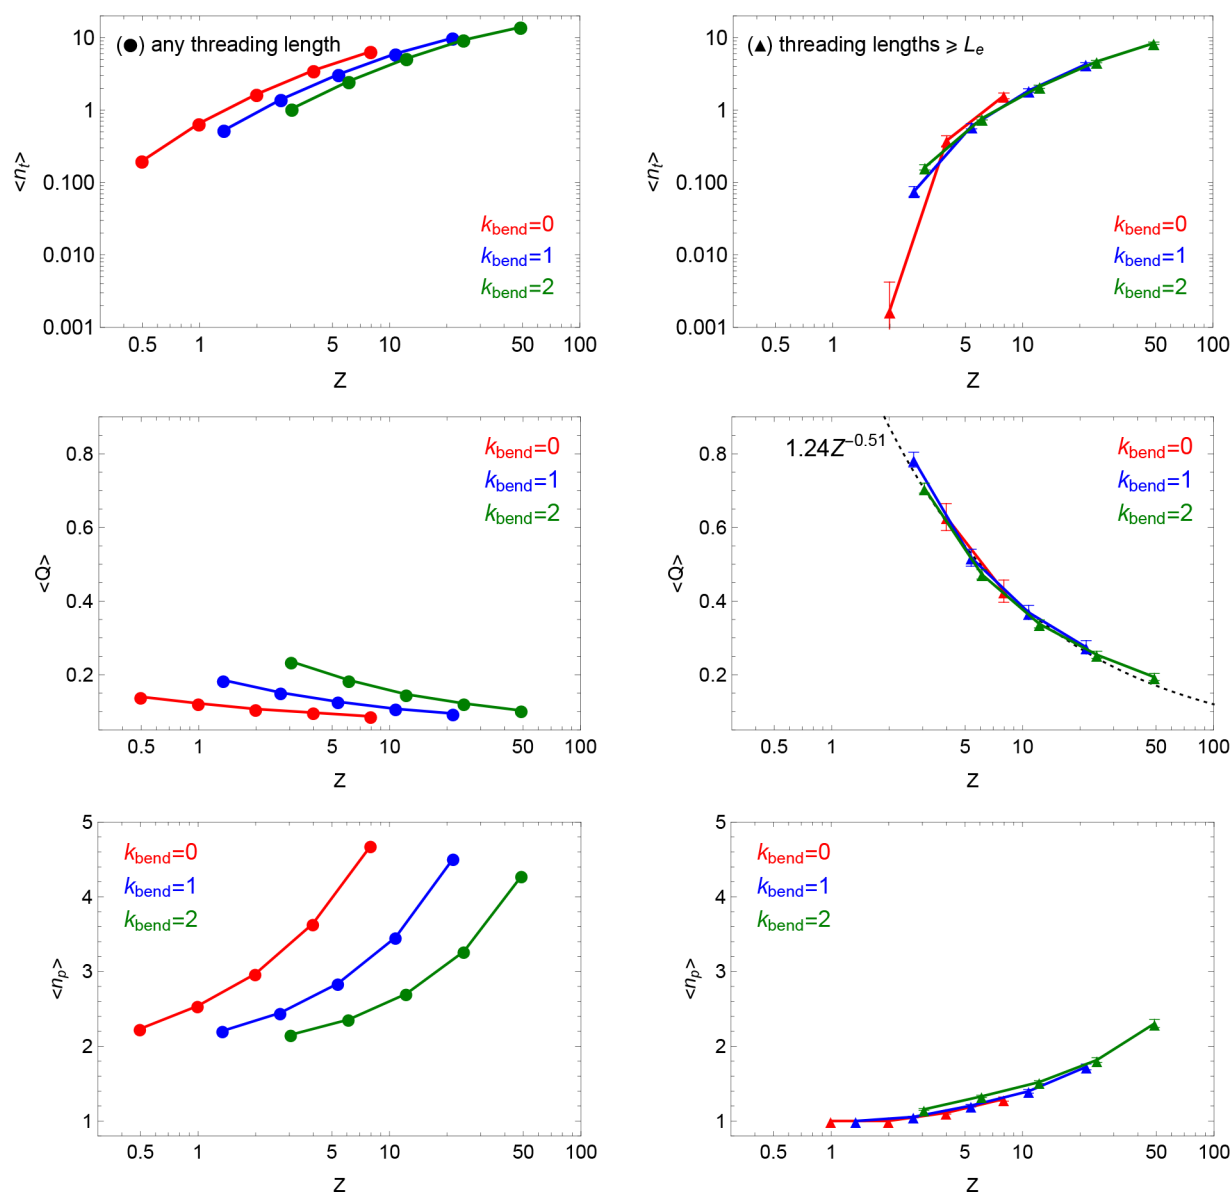 (●) any threading length
10
1
0.100
0.010
0.001
<n_t>
k_bend=0
k_bend=1
k_bend=2
0.5 1 5 10 50 100
Z
(▲) threading lengths ⩾ L_e
10
1
0.100
0.010
0.001
<n_t>
k_bend=0
k_bend=1
k_bend=2
0.5 1 5 10 50 100
Z
0.8
0.6
0.4
0.2
<Q>
k_bend=0
k_bend=1
k_bend=2
0.5 1 5 10 50 100
Z
1.24Z^−0.51
0.8
0.6
0.4
0.2
<Q>
k_bend=0
k_bend=1
k_bend=2
0.5 1 5 10 50 100
Z
5
4
3
2
1
<n_p>
k_bend=0
k_bend=1
k_bend=2
0.5 1 5 10 50 100
Z
5
4
3
2
1
<n_p>
k_bend=0
k_bend=1
k_bend=2
0.5 1 5 10 50 100
Z